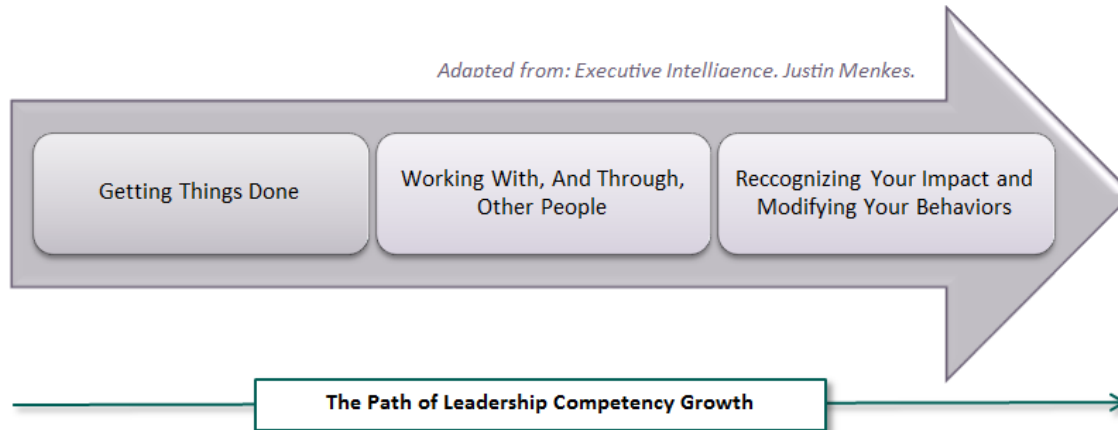 Adapted from: Executive Intelligence. Justin Menkes.
Getting Things Done
Working With, And Through,
Other People
Reccognizing Your Impact and
Modifying Your Behaviors
The Path of Leadership Competency Growth